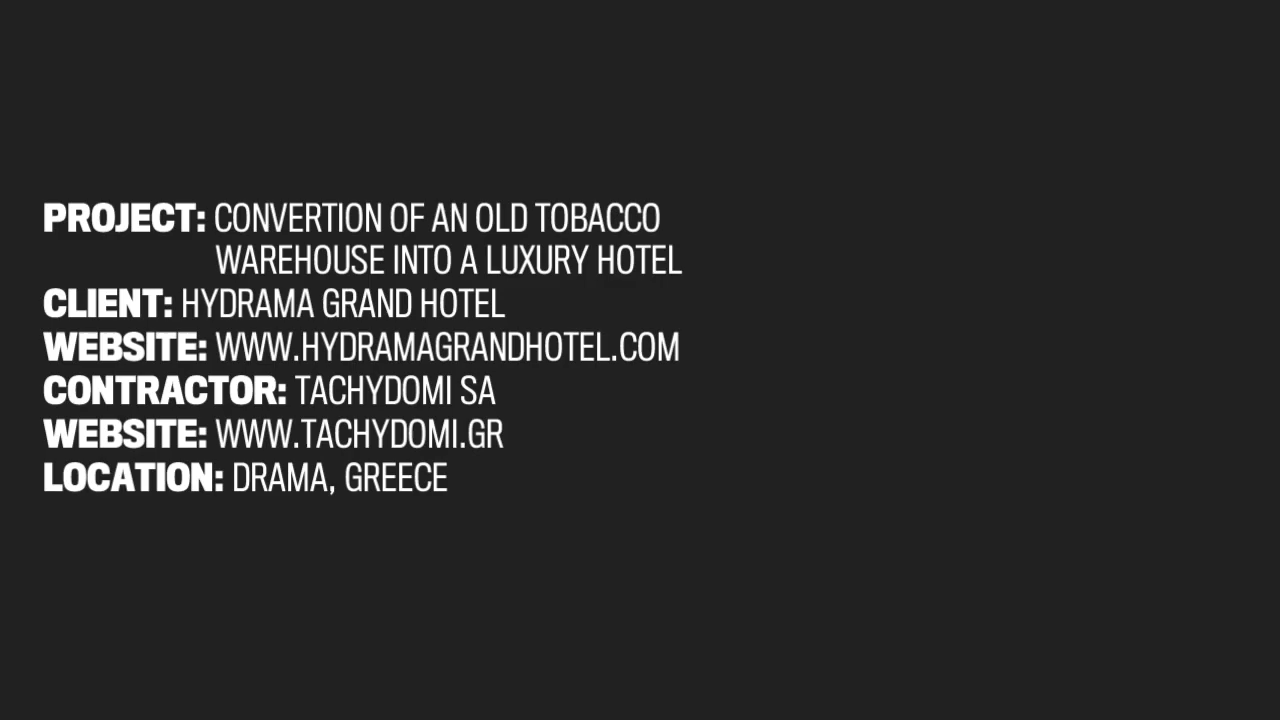 PROJECT: CONVERTION OF AN OLD TOBACCO
WAREHOUSE INTO A LUXURY HOTEL
CLIENT: HYDRAMA GRAND HOTEL
WEBSITE: WWW.HYDRAMAGRANDHOTEL.COM
CONTRACTOR: TACHYDOMI SA
WEBSITE: WWW.TACHYDOMI.GR
LOCATION: DRAMA, GREECE